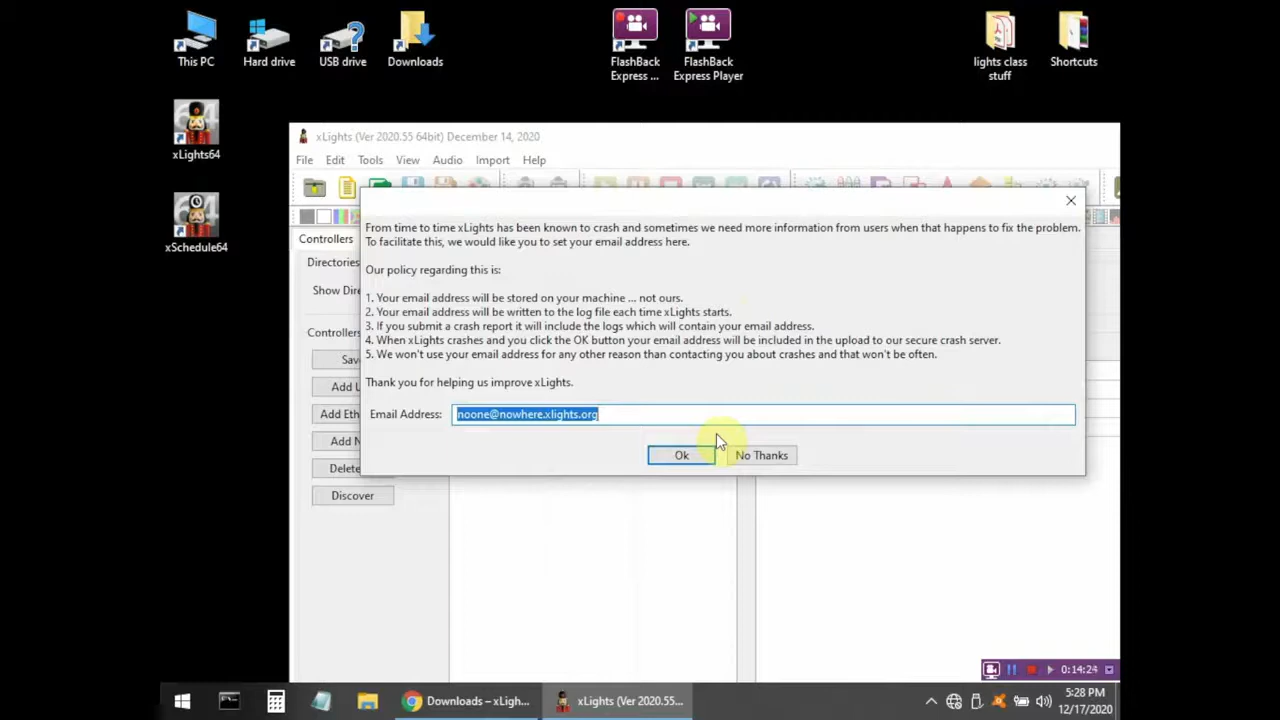 This PC
Hard drive
USB drive
Downloads
FlashBack
Express ...
FlashBack
Express Player
lights class
stuff
Shortcuts
64
xLights64
xSchedule64
xLights (Ver 2020.55 64bit) December 14, 2020
File Edit Tools View Audio Import Help
Controllers
Directories
Show Dire
Controllers
Sav
Add L
Add Eth
Add N
Delete
Discover
From time to time xLights has been known to crash and sometimes we need more information from users when that happens to fix the problem.
To facilitate this, we would like you to set your email address here.
Our policy regarding this is:
1. Your email address will be stored on your machine ... not ours.
2. Your email address will be written to the log file each time xLights starts.
3. If you submit a crash report it will include the logs which will contain your email address.
4. When xLights crashes and you click the OK button your email address will be included in the upload to our secure crash server.
5. We won't use your email address for any other reason than contacting you about crashes and that won't be often.
Thank you for helping us improve xLights.
Email Address: noone@nowhere.xlights.org
Ok
No Thanks
0:14:24
Downloads – xLigh...
xLights (Ver 2020.55...
5:28 PM
12/17/2020